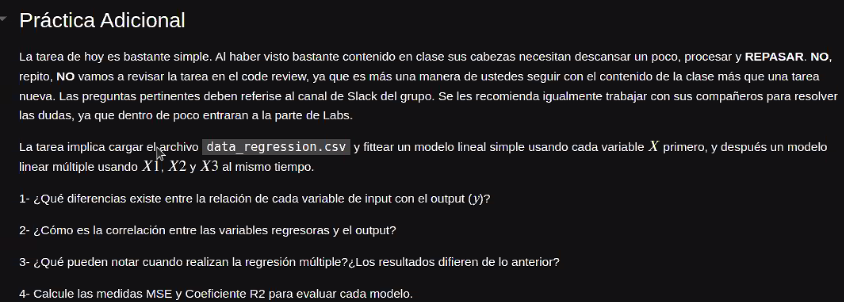 Práctica Adicional
La tarea de hoy es bastante simple. Al haber visto bastante contenido en clase sus cabezas necesitan descansar un poco, procesar y REPASAR. NO,
repito, NO vamos a revisar la tarea en el code review, ya que es más una manera de ustedes seguir con el contenido de la clase más que una tarea
nueva. Las preguntas pertinentes deben referise al canal de Slack del grupo. Se les recomienda igualmente trabajar con sus compañeros para resolver
las dudas, ya que dentro de poco entraran a la parte de Labs.
La tarea implica cargar el archivo data_regression.csv y fittear un modelo lineal simple usando cada variable X primero, y después un modelo
linear múltiple usando X1, X2 y X3 al mismo tiempo.
1- ¿Qué diferencias existe entre la relación de cada variable de input con el output (y)?
2- ¿Cómo es la correlación entre las variables regresoras y el output?
3- ¿Qué pueden notar cuando realizan la regresión múltiple?¿Los resultados difieren de lo anterior?
4- Calcule las medidas MSE y Coeficiente R2 para evaluar cada modelo.